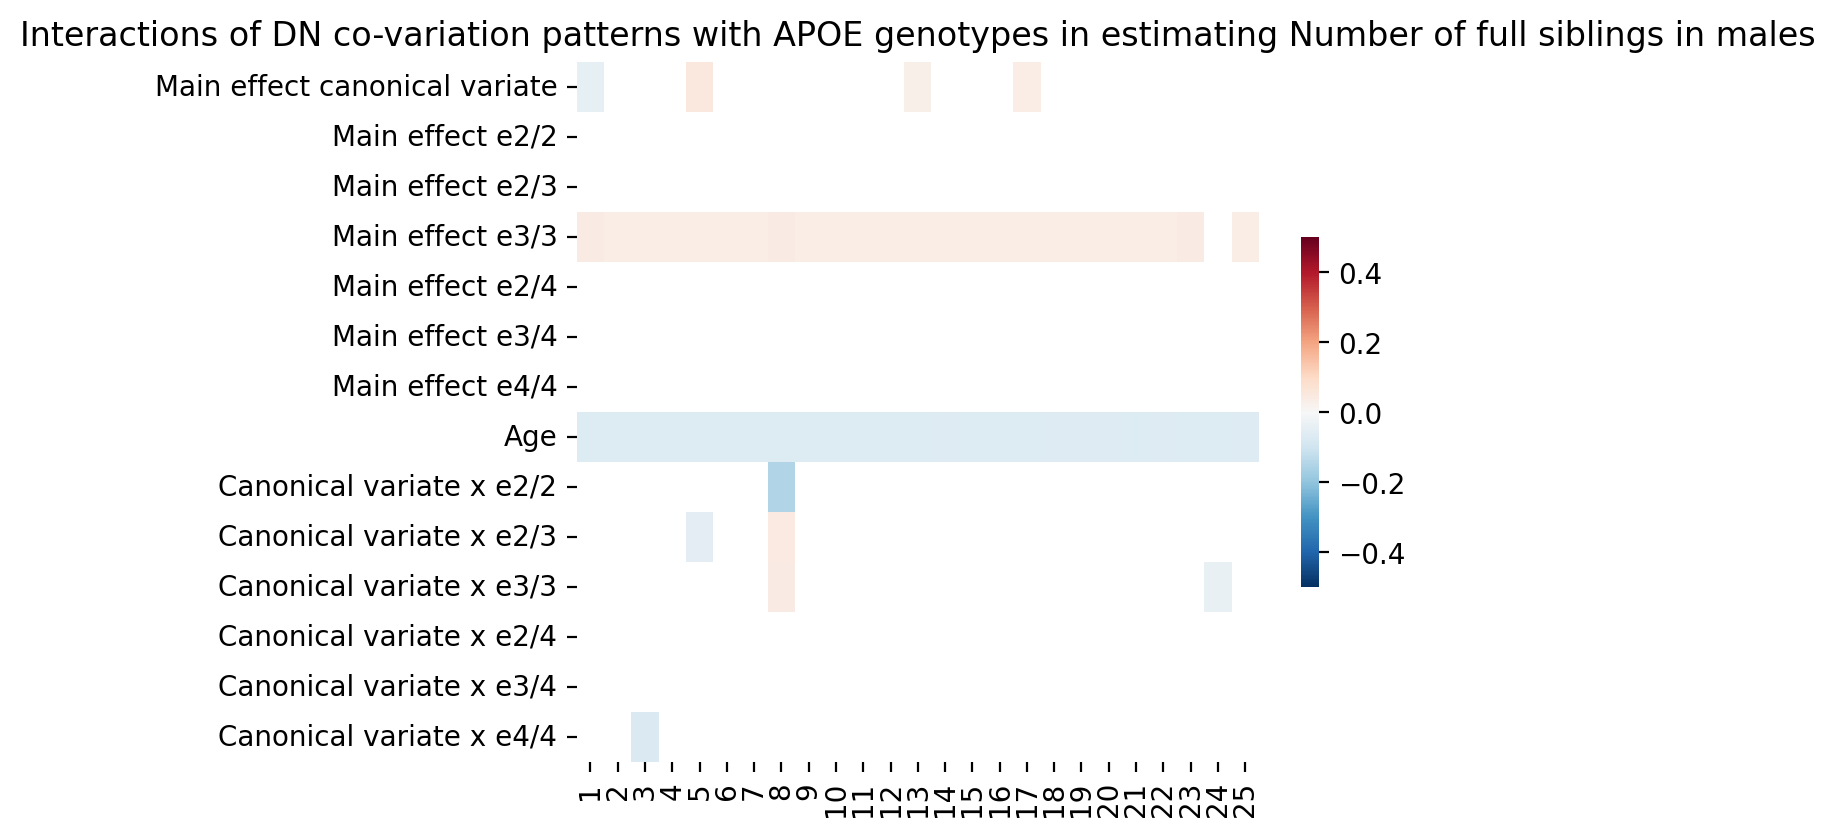 Interactions of DN co-variation patterns with APOE genotypes in estimating Number of full siblings in males
Main effect canonical variate
Main effect e2/2
Main effect e2/3
Main effect e3/3
Main effect e2/4
Main effect e3/4
Main effect e4/4
Age
Canonical variate x e2/2
Canonical variate x e2/3
Canonical variate x e3/3
Canonical variate x e2/4
Canonical variate x e3/4
Canonical variate x e4/4
1 2 3 4 5 6 7 8 9 10 11 12 13 14 15 16 17 18 19 20 21 22 23 24 25
0.4
0.2
0.0
−0.2
−0.4